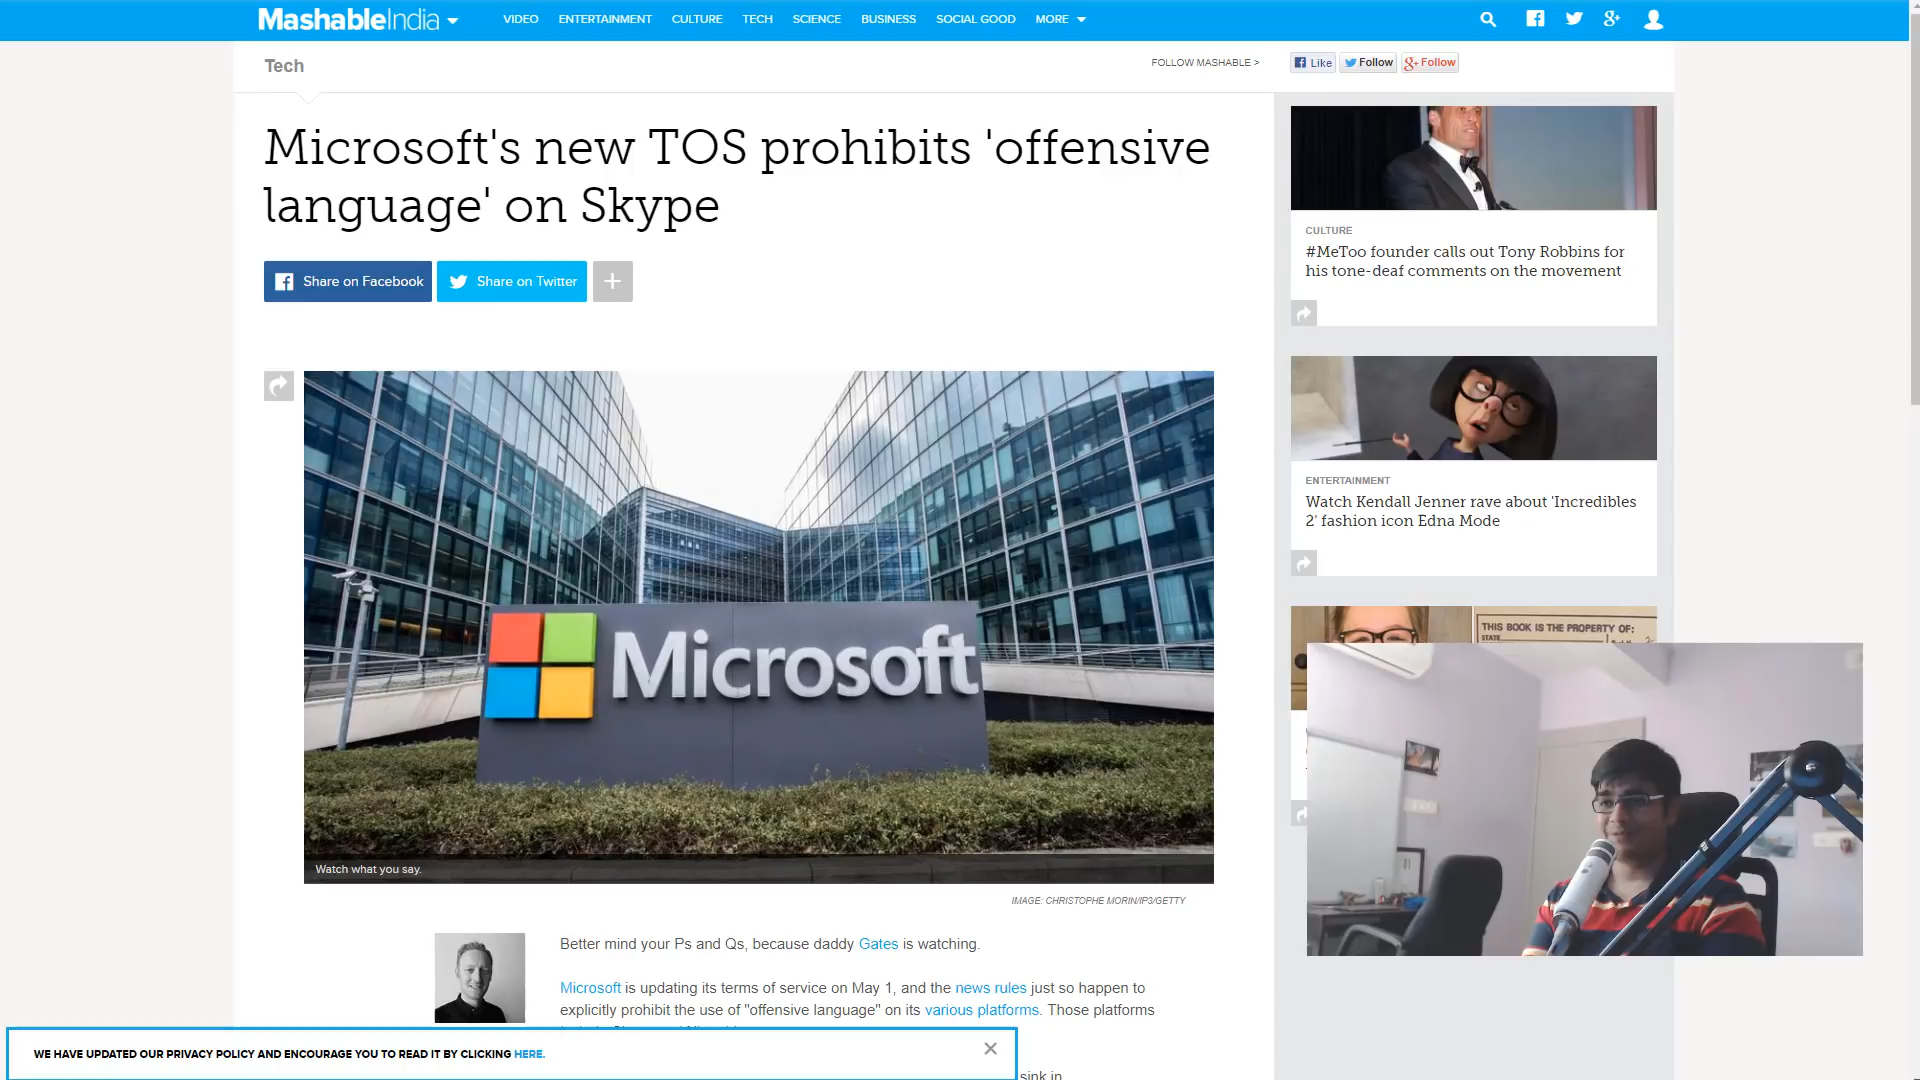 MashableIndia
VIDEO ENTERTAINMENT CULTURE TECH SCIENCE BUSINESS SOCIAL GOOD MORE
Tech
FOLLOW MASHABLE >
Like Follow Follow
Microsoft's new TOS prohibits 'offensive
language' on Skype
Share on Facebook
Share on Twitter
Microsoft
Watch what you say.
IMAGE: CHRISTOPHE MORIN/IP3/GETTY
Better mind your Ps and Qs, because daddy Gates is watching.
Microsoft is updating its terms of service on May 1, and the news rules just so happen to
explicitly prohibit the use of "offensive language" on its various platforms. Those platforms
sink in
WE HAVE UPDATED OUR PRIVACY POLICY AND ENCOURAGE YOU TO READ IT BY CLICKING HERE.
CULTURE
#MeToo founder calls out Tony Robbins for
his tone-deaf comments on the movement
ENTERTAINMENT
Watch Kendall Jenner rave about 'Incredibles
2' fashion icon Edna Mode
THIS BOOK IS THE PROPERTY OF:
STATE